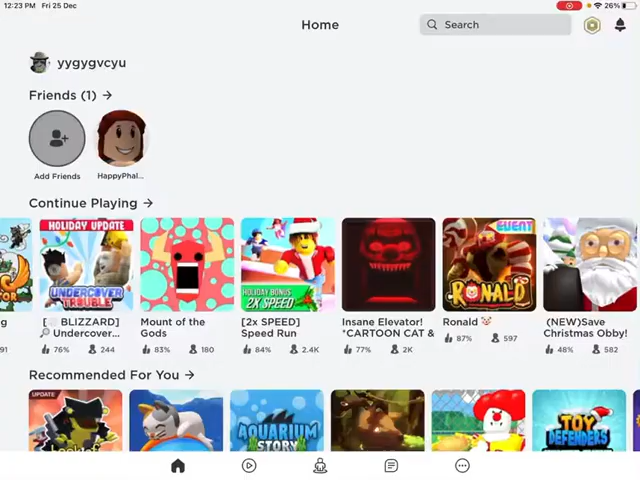 12:23 PM Fri 25 Dec
26%
Home
Search
yygygvcyu
Friends (1) →
Add Friends
HappyPhal...
Continue Playing →
HOLIDAY UPDATE
UNDERCOVER
TROUBLE
HOLIDAY BONUS
2X SPEED
EVENT
RONALD
[BLIZZARD]
Undercover...
Mount of the
Gods
[2x SPEED]
Speed Run
Insane Elevator!
*CARTOON CAT &
Ronald
(NEW)Save
Christmas Obby!
91
76% 244
83% 180
84% 2.4K
77% 2K
87% 597
48% 582
Recommended For You →
UPDATE
AQUARIUM
STORY
TOY
DEFENDERS